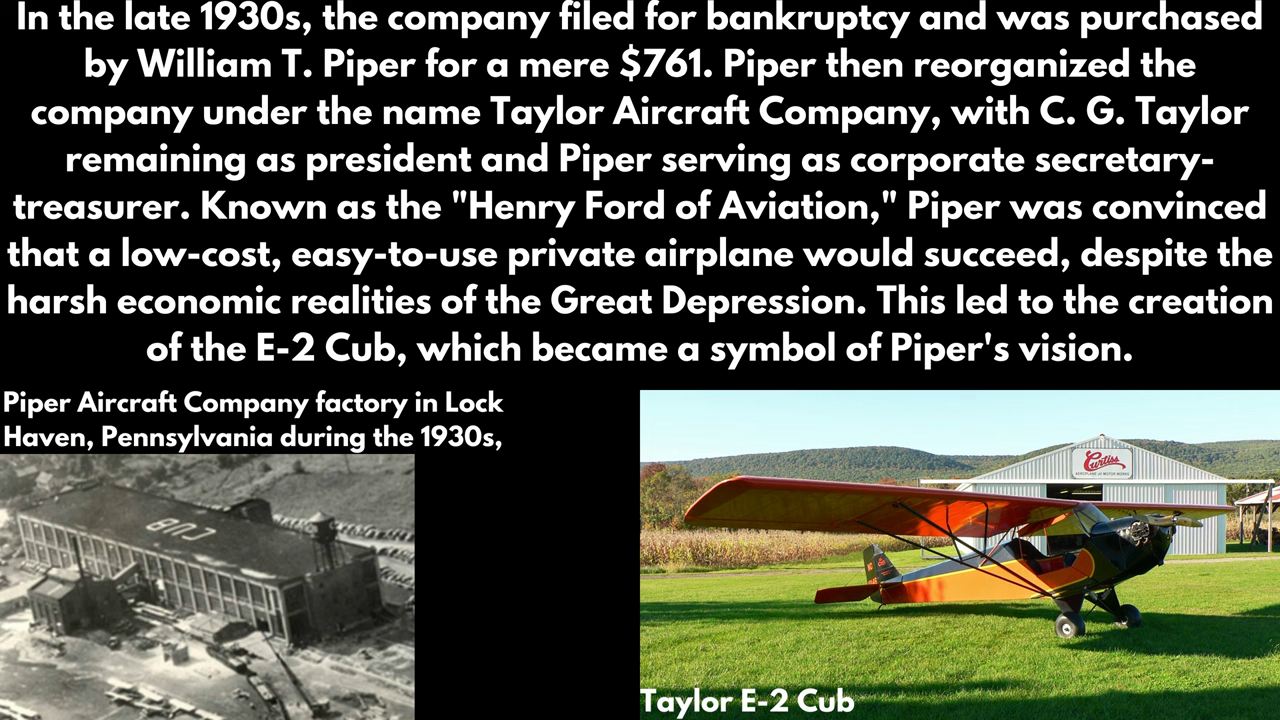 In the late 1930s, the company filed for bankruptcy and was purchased
by William T. Piper for a mere $761. Piper then reorganized the
company under the name Taylor Aircraft Company, with C. G. Taylor
remaining as president and Piper serving as corporate secretary-
treasurer. Known as the "Henry Ford of Aviation," Piper was convinced
that a low-cost, easy-to-use private airplane would succeed, despite the
harsh economic realities of the Great Depression. This led to the creation
of the E-2 Cub, which became a symbol of Piper's vision.
Piper Aircraft Company factory in Lock
Haven, Pennsylvania during the 1930s,
CUB
Curtiss
AEROPLANE and MOTOR WORKS
Taylor E-2 Cub